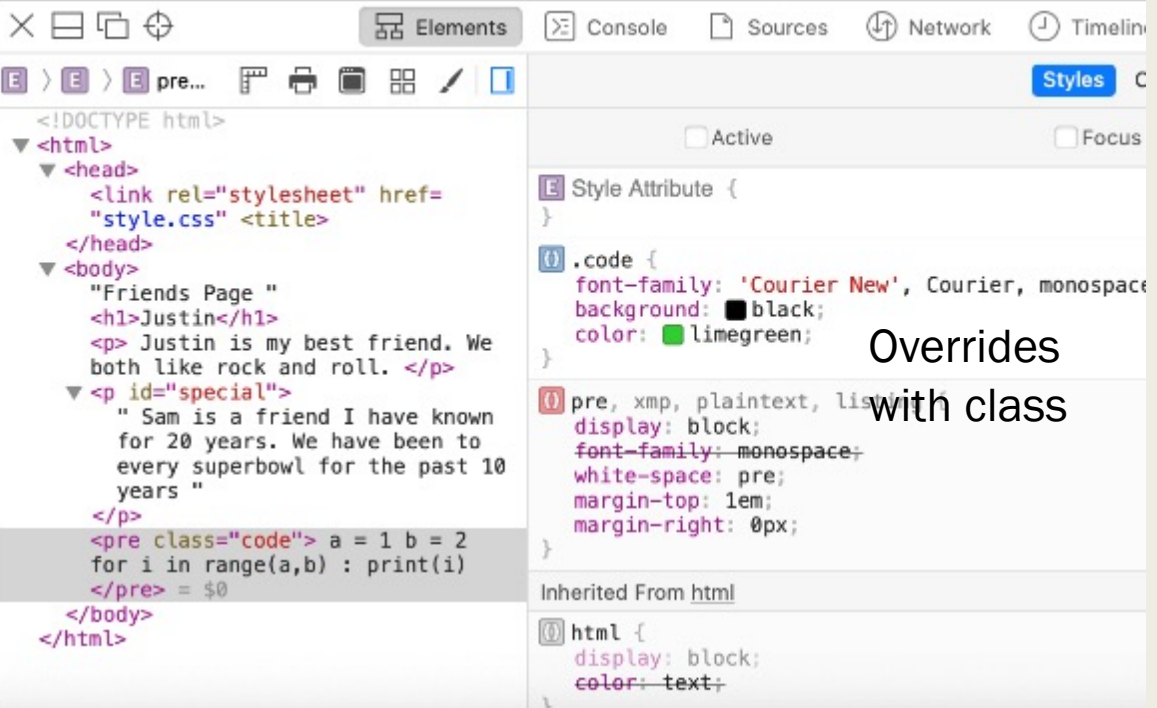 Elements Console Sources Network Timelin
E E E pre... Styles C
Active Focus
<!DOCTYPE html>
<html>
<head>
<link rel="stylesheet" href=
"style.css" <title>
</head>
<body>
"Friends Page "
<h1>Justin</h1>
<p> Justin is my best friend. We
both like rock and roll. </p>
<p id="special">
" Sam is a friend I have known
for 20 years. We have been to
every superbowl for the past 10
years "
</p>
<pre class="code"> a = 1 b = 2
for i in range(a,b) : print(i)
</pre> = $0
</body>
</html>
E Style Attribute {
}
.code {
font-family: 'Courier New', Courier, monospace
background: black;
color: limegreen;
}
pre, xmp, plaintext, listing {
display: block;
font-family: monospace;
white-space: pre;
margin-top: 1em;
margin-right: 0px;
}
Inherited From html
html {
display: block;
color: text;
}
Overrides
with class